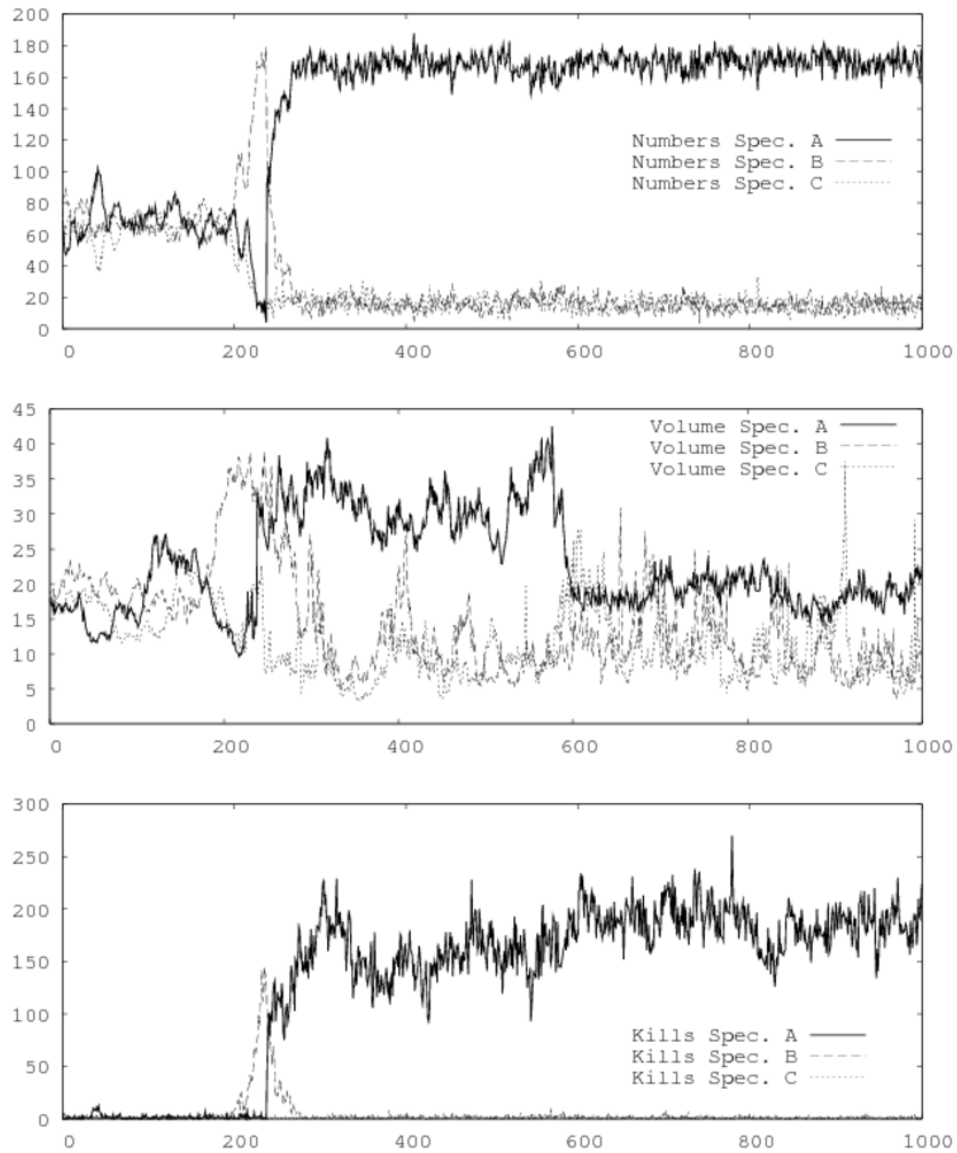 200
180
160
140
120
100
80
60
40
20
0
Numbers Spec. A
Numbers Spec. B
Numbers Spec. C
0 200 400 600 800 1000
45
40
35
30
25
20
15
10
5
0
Volume Spec. A
Volume Spec. B
Volume Spec. C
0 200 400 600 800 1000
300
250
200
150
100
50
0
Kills Spec. A
Kills Spec. B
Kills Spec. C
0 200 400 600 800 1000